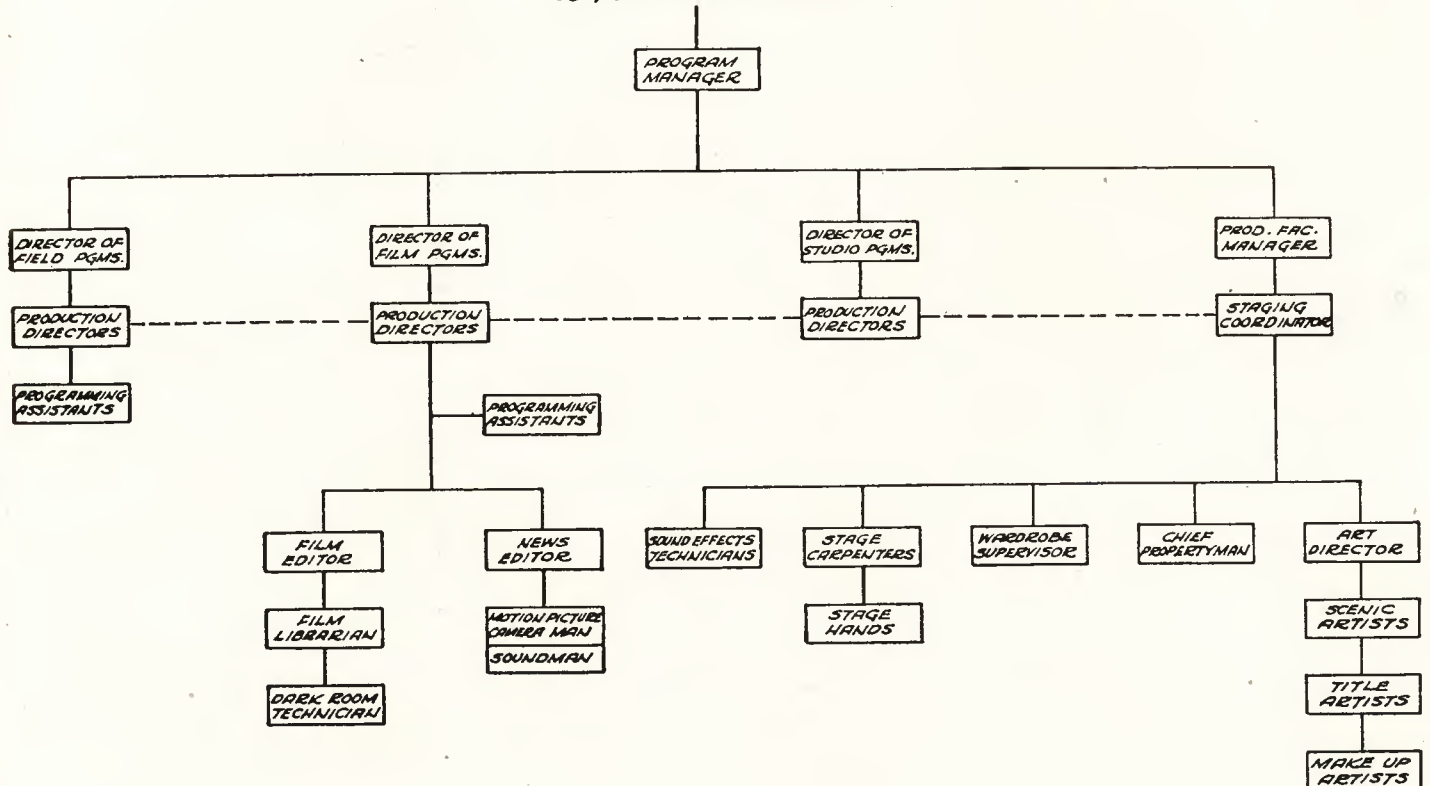 PROGRAM
MANAGER
DIRECTOR OF
FIELD PGMS.
DIRECTOR OF
FILM PGMS.
DIRECTOR OF
STUDIO PGMS.
PROD. FAC.
MANAGER
PRODUCTION
DIRECTORS
PRODUCTION
DIRECTORS
PRODUCTION
DIRECTORS
STAGING
COORDINATOR
PROGRAMMING
ASSISTANTS
PROGRAMMING
ASSISTANTS
FILM
EDITOR
NEWS
EDITOR
SOUND EFFECTS
TECHNICIANS
STAGE
CARPENTERS
WARDROBE
SUPERVISOR
CHIEF
PROPERTYMAN
ART
DIRECTOR
FILM
LIBRARIAN
MOTION PICTURE
CAMERA MAN
SOUNDMAN
STAGE
HANDS
SCENIC
ARTISTS
DARK ROOM
TECHNICIAN
TITLE
ARTISTS
MAKE UP
ARTISTS